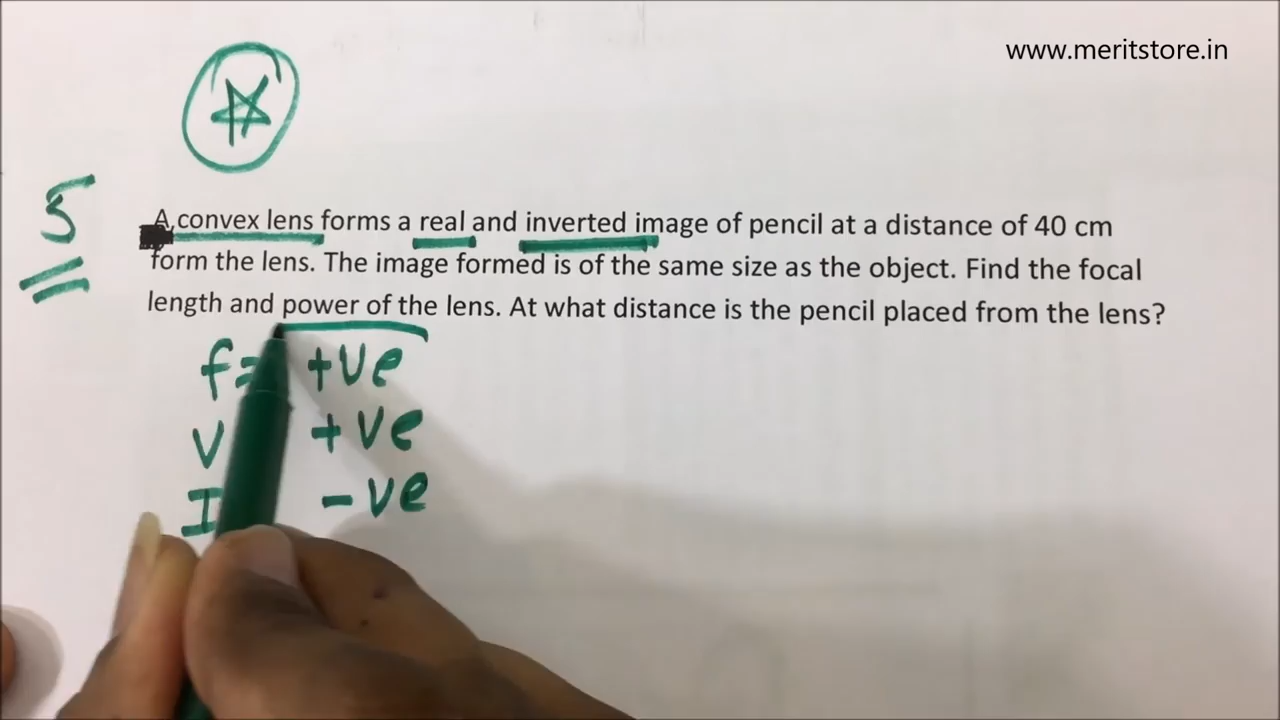 www.meritstore.in
5
A convex lens forms a real and inverted image of pencil at a distance of 40 cm
form the lens. The image formed is of the same size as the object. Find the focal
length and power of the lens. At what distance is the pencil placed from the lens?
f= +ve
V +ve
I -ve